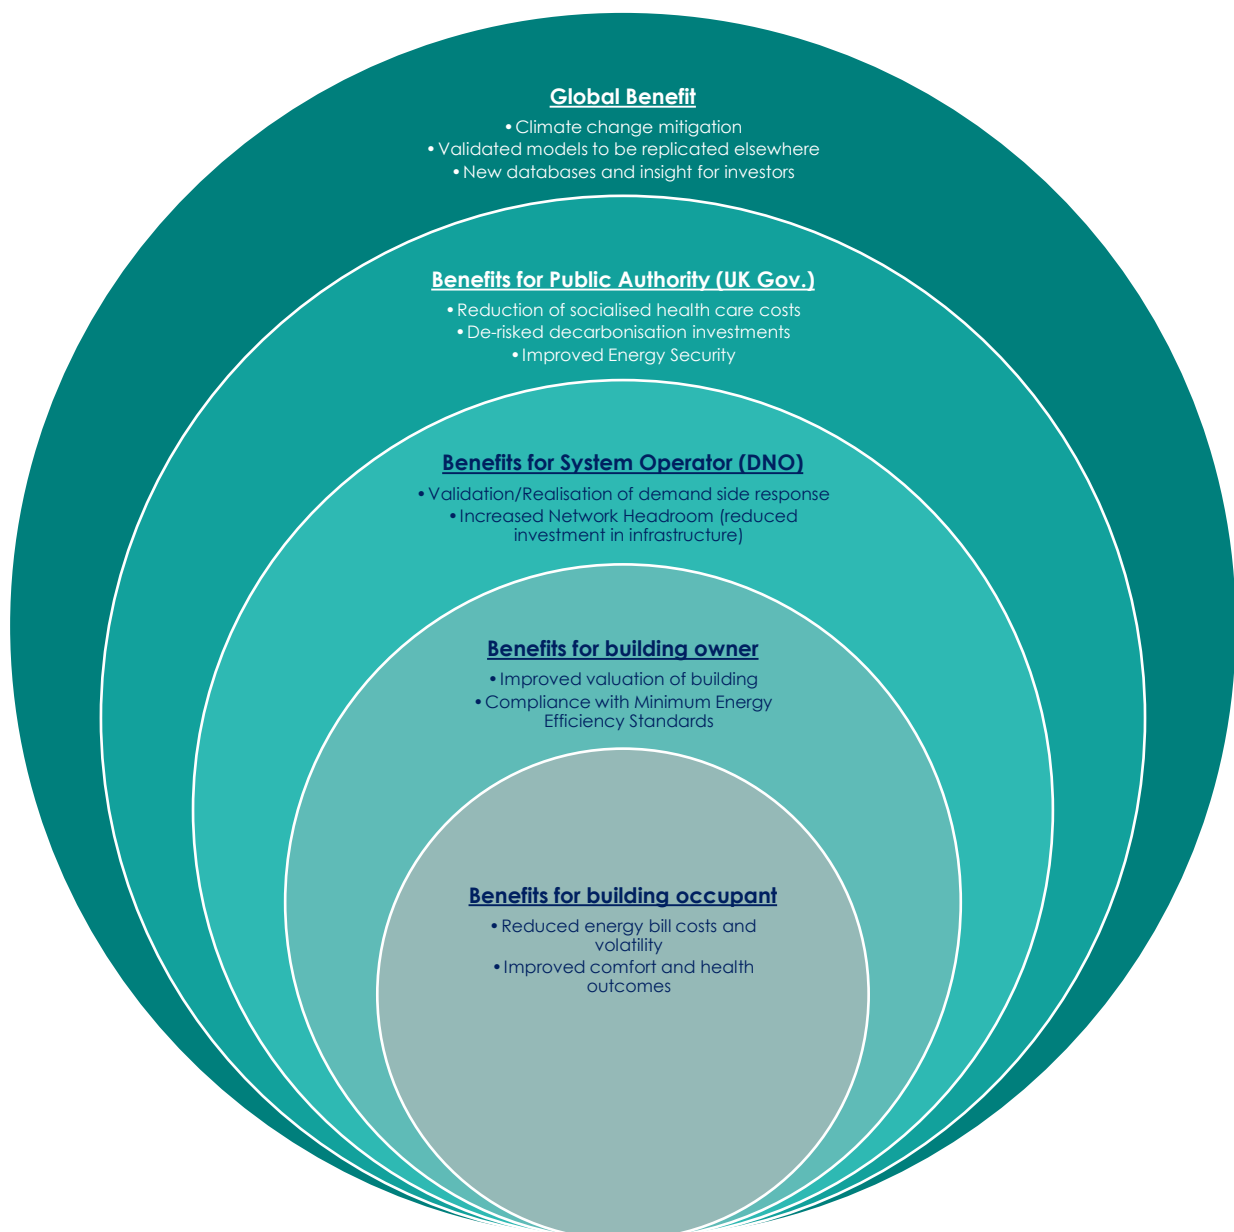 Global Benefit
•Climate change mitigation
•Validated models to be replicated elsewhere
•New databases and insight for investors
Benefits for Public Authority (UK Gov.)
•Reduction of socialised health care costs
•De-risked decarbonisation investments
•Improved Energy Security
Benefits for System Operator (DNO)
•Validation/Realisation of demand side response
•Increased Network Headroom (reduced
investment in infrastructure)
Benefits for building owner
•Improved valuation of building
•Compliance with Minimum Energy
Efficiency Standards
Benefits for building occupant
•Reduced energy bill costs and
volatility
•Improved comfort and health
outcomes